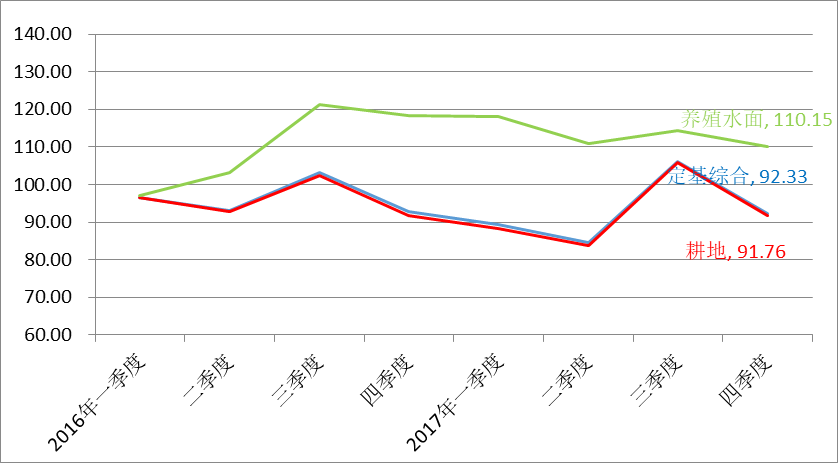 140.00
130.00
120.00
110.00
100.00
90.00
80.00
70.00
60.00
养殖水面, 110.15
定基综合, 92.33
耕地, 91.76
2016年一季度
二季度
三季度
四季度
2017年一季度
二季度
三季度
四季度